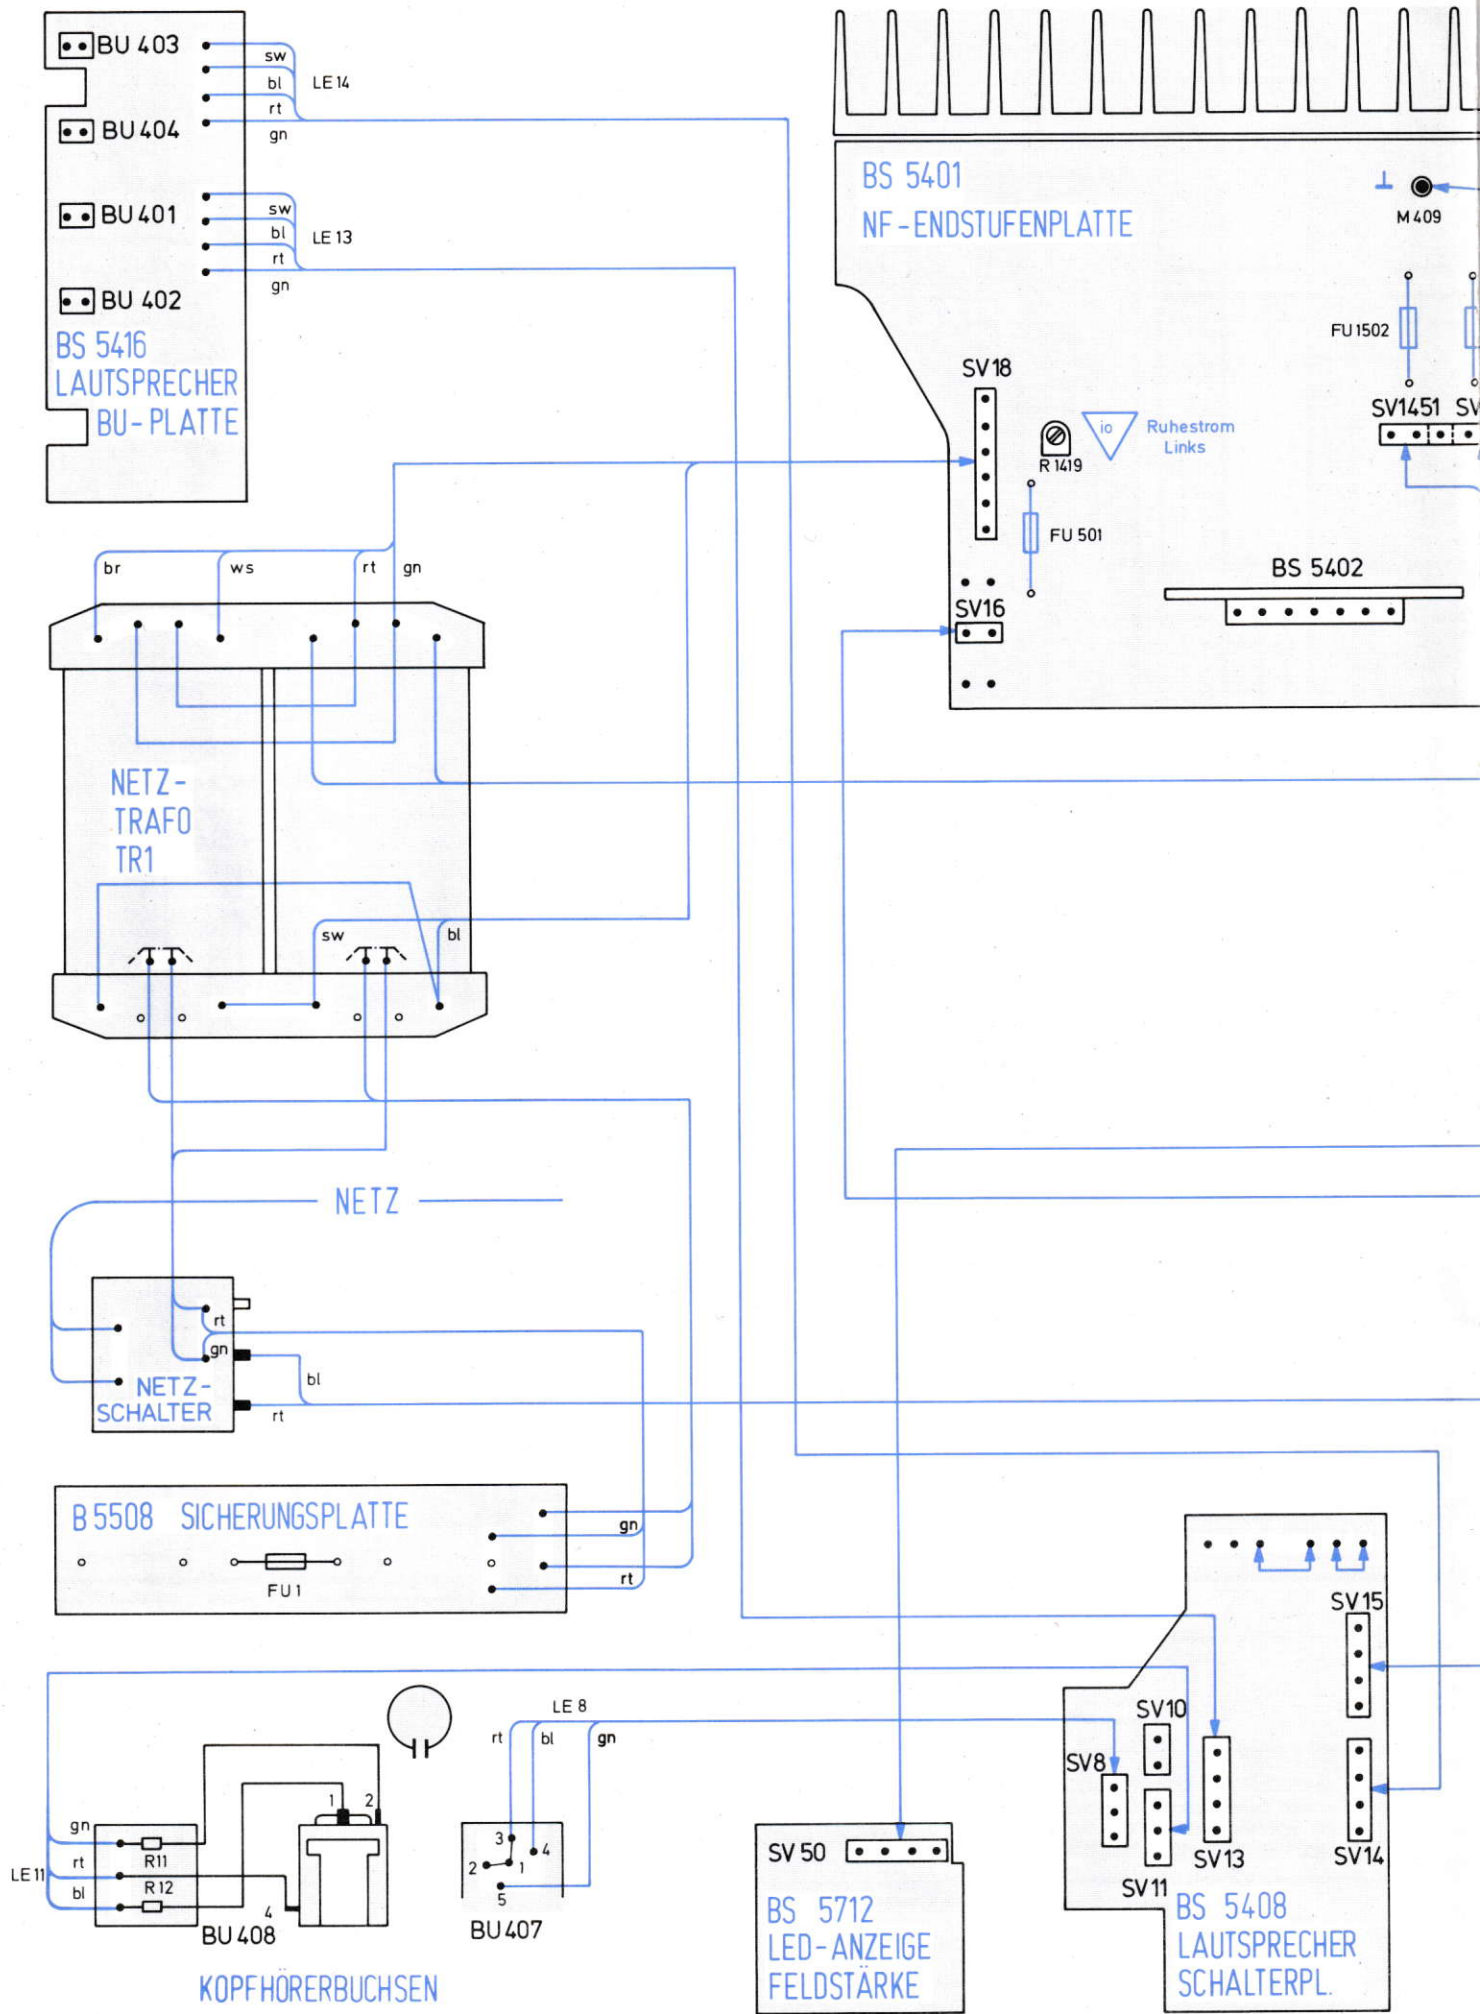 BU 403
sw
bl
LE 14
rt
BU 404
gn
BU 401
sw
bl
LE 13
rt
gn
BU 402
BS 5416
LAUTSPRECHER
BU-PLATTE
BS 5401
NF-ENDSTUFENPLATTE
M 409
FU 1502
SV18
SV1451
SV
io
Ruhestrom
Links
R 1419
FU 501
BS 5402
SV16
br
ws
rt
gn
NETZ-
TRAFO
TR1
sw
bl
NETZ
rt
gn
bl
rt
NETZ-
SCHALTER
B 5508 SICHERUNGSPLATTE
gn
rt
FU 1
SV15
LE 8
rt
bl
gn
SV10
SV8
SV13
SV14
SV11
1
2
gn
rt
LE 11
bl
R11
R12
4
BU 408
3
4
2
1
5
BU 407
KOPFHÖRERBUCHSEN
SV 50
BS 5712
LED-ANZEIGE
FELDSTÄRKE
BS 5408
LAUTSPRECHER
SCHALTERPL.